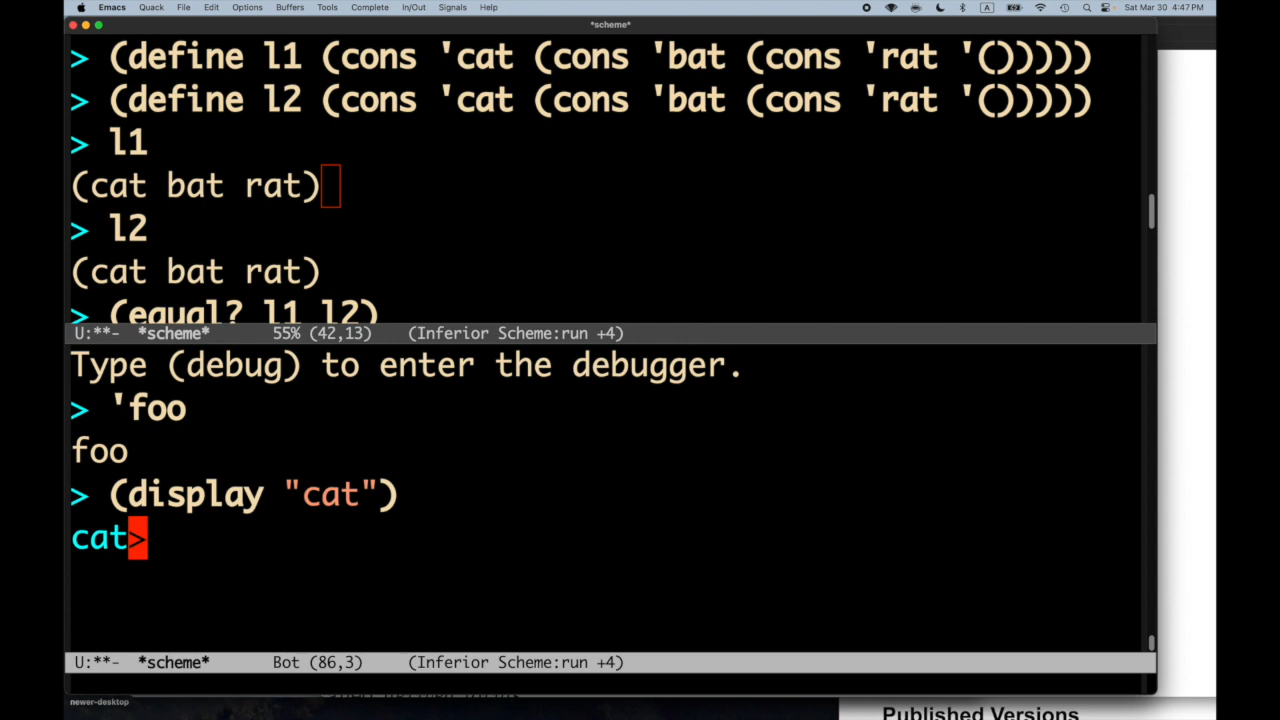 Emacs Quack File Edit Options Buffers Tools Complete In/Out Signals Help A Sat Mar 30 4:47 PM
*scheme*
> (define l1 (cons 'cat (cons 'bat (cons 'rat '()))))
> (define l2 (cons 'cat (cons 'bat (cons 'rat '()))))
> l1
(cat bat rat)
> l2
(cat bat rat)
> (equal? l1 l2)
U:**- *scheme* 55% (42,13) (Inferior Scheme:run +4)
Type (debug) to enter the debugger.
> 'foo
foo
> (display "cat")
cat>
U:**- *scheme* Bot (86,3) (Inferior Scheme:run +4)
newer-desktop
Published Versions